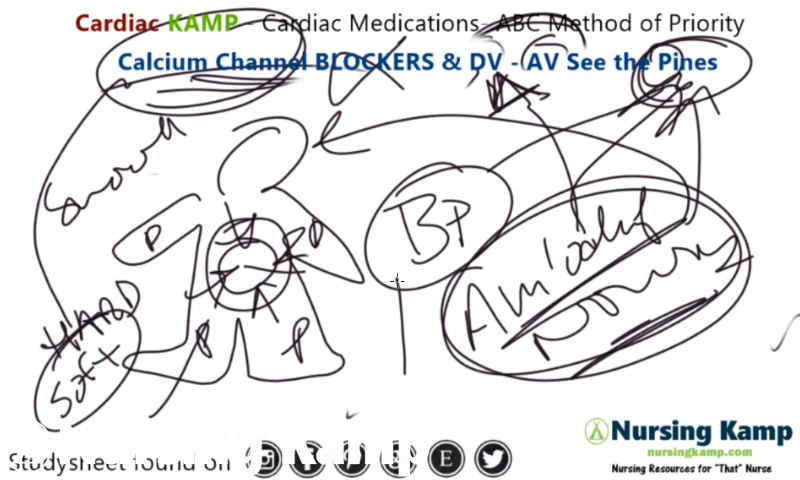 Cardiac KAMP - Cardiac Medications- ABC Method of Priority
Calcium Channel BLOCKERS & DV - AV See the Pines
BP
P
P
P
P
HARD
Soft
Nursing Kamp
nursingkamp.com
Nursing Resources for "That" Nurse
Studysheet found on
E